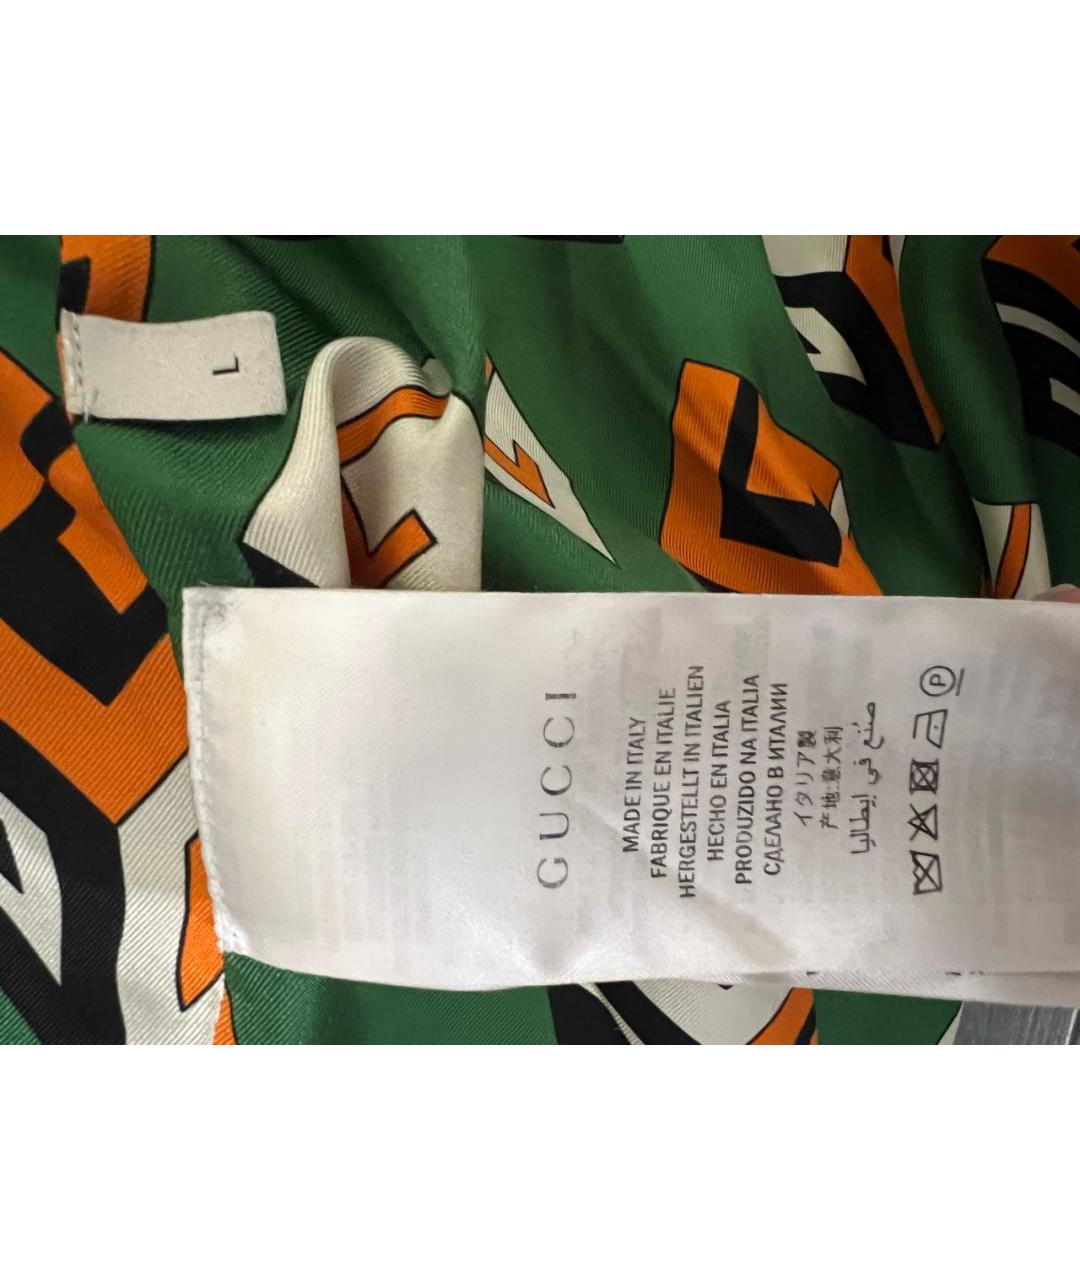 L
GUCCI
MADE IN ITALY
FABRIQUE EN ITALIE
HERGESTELLT IN ITALIEN
HECHO EN ITALIA
PRODUZIDO NA ITALIA
СДЕЛАНО В ИТАЛИИ
イタリア製
产地:意大利
صُنع في إيطاليا
P